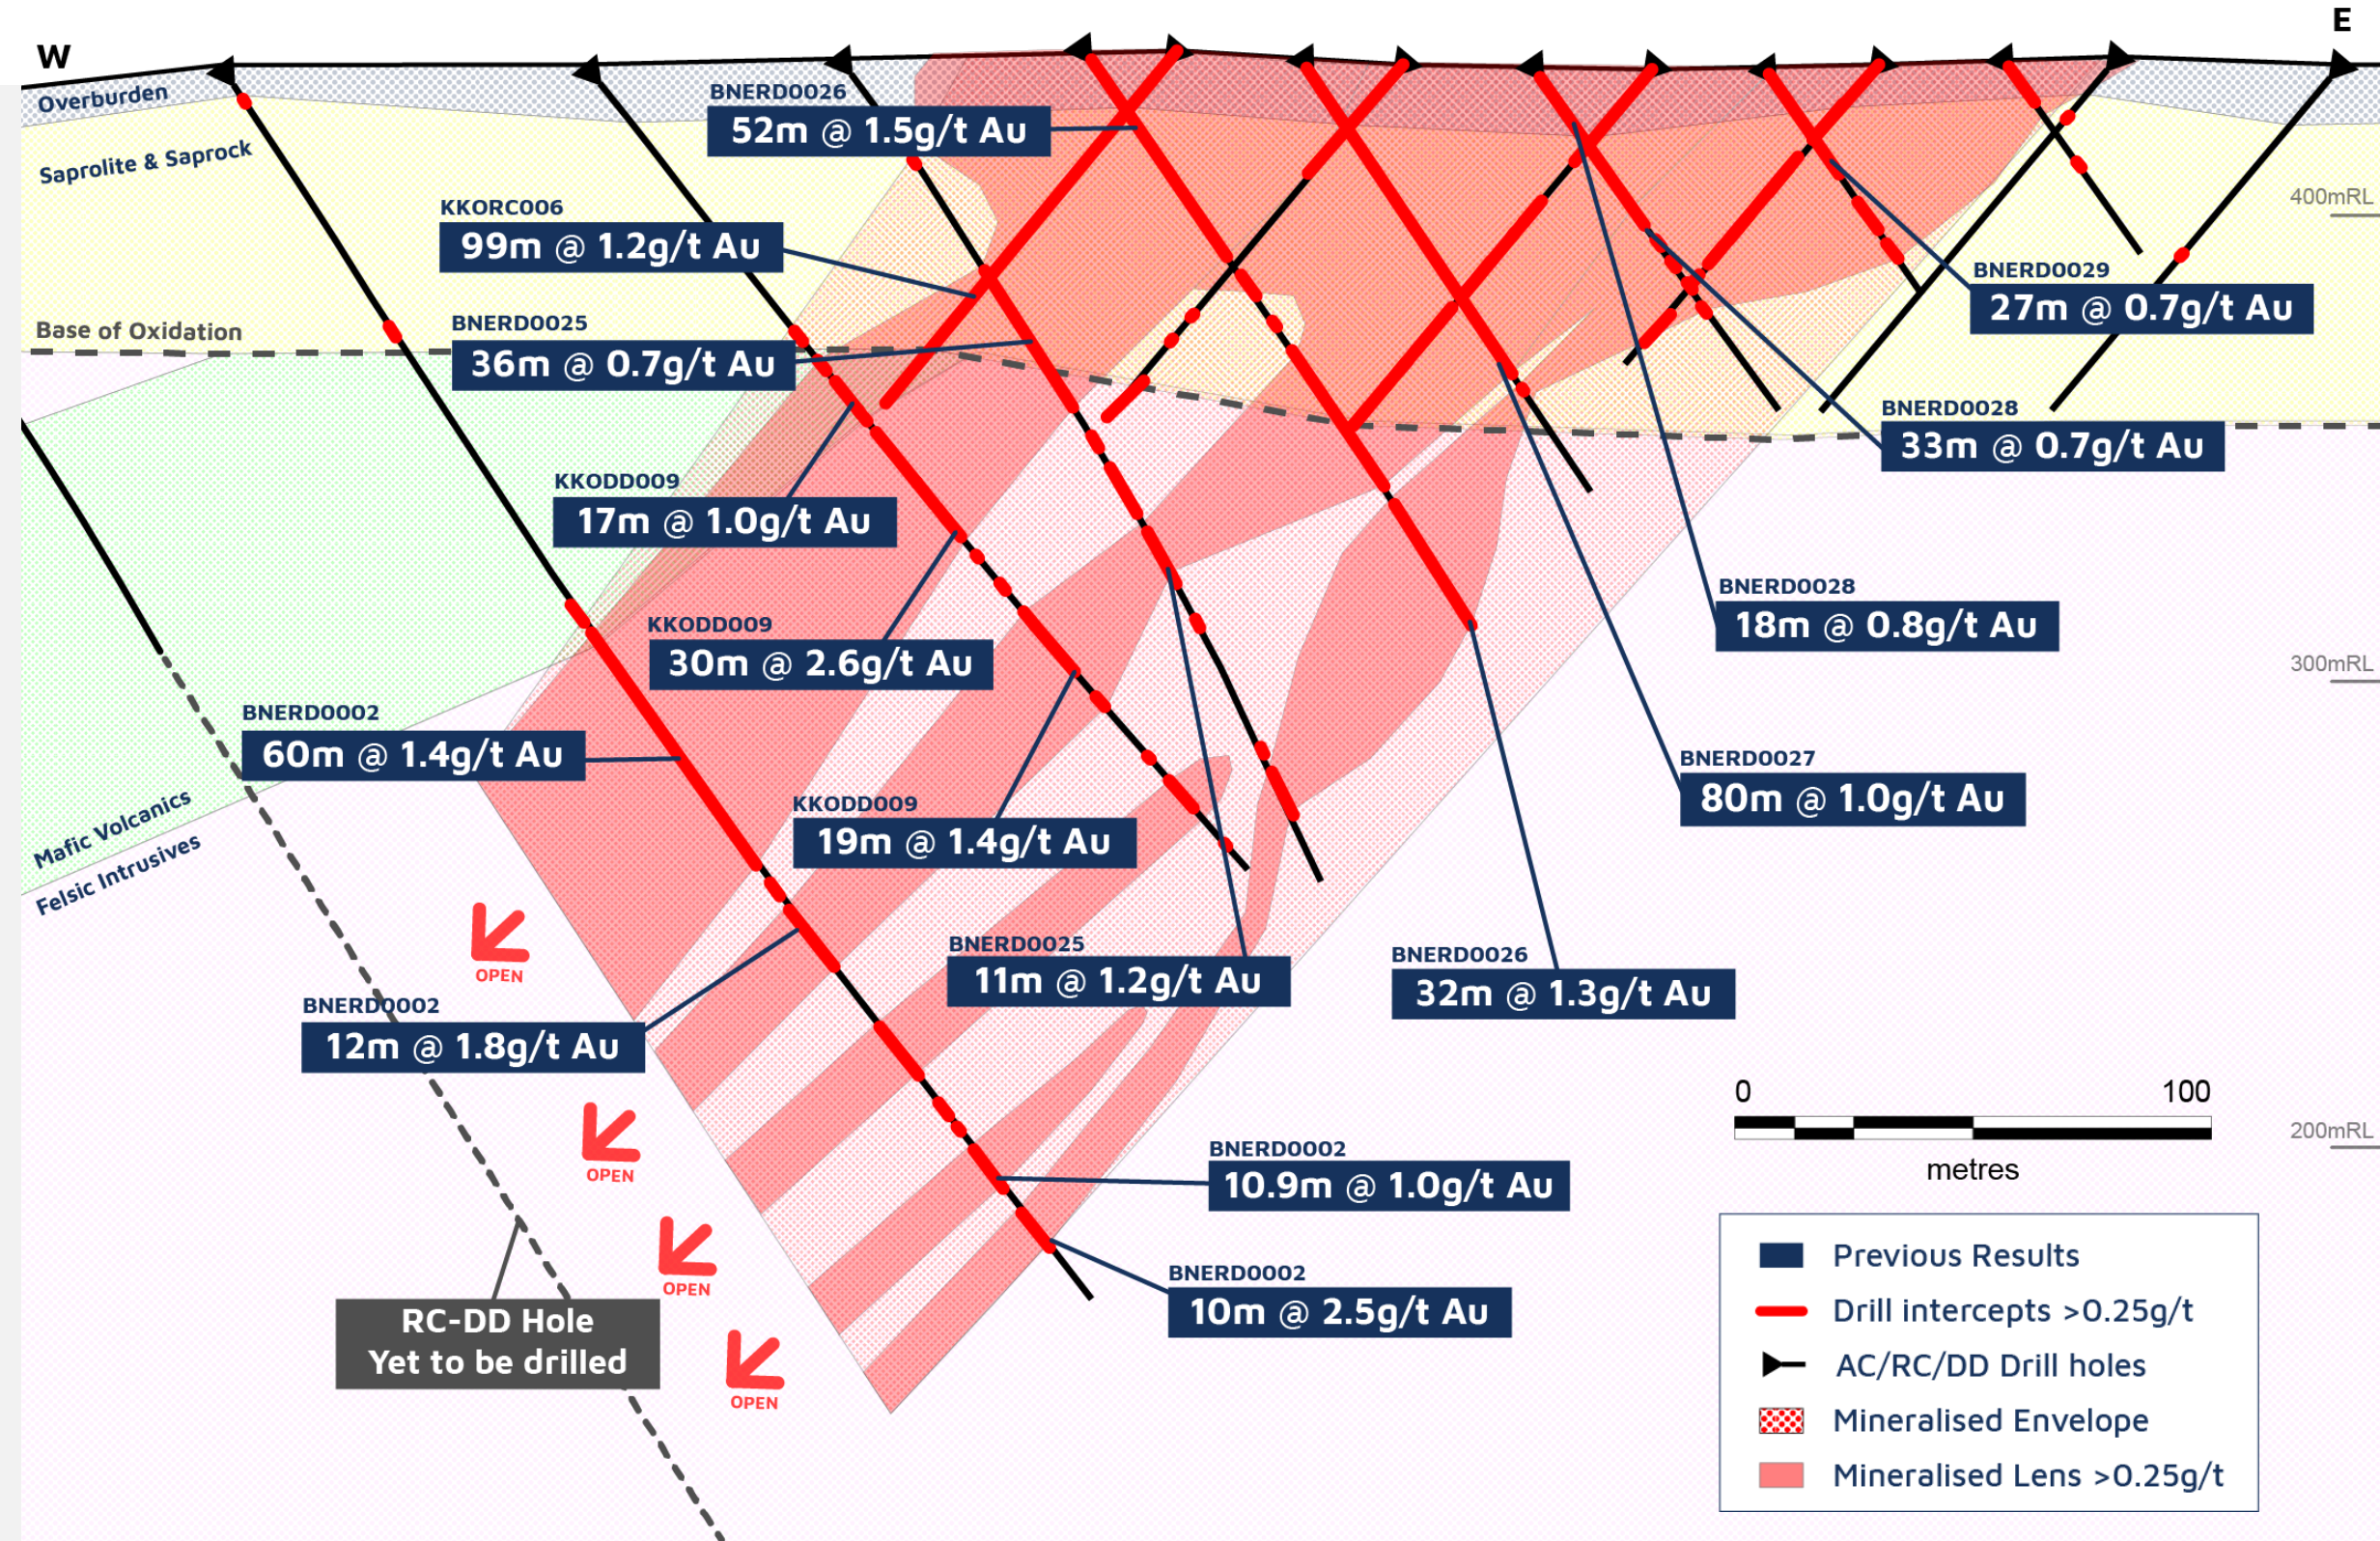 W
E
Overburden
BNERD0026
52m @ 1.5g/t Au
Saprolite & Saprock
400mRL
KKORC006
99m @ 1.2g/t Au
BNERD0029
27m @ 0.7g/t Au
Base of Oxidation
BNERD0025
36m @ 0.7g/t Au
BNERD0028
33m @ 0.7g/t Au
KKODD009
17m @ 1.0g/t Au
BNERD0028
18m @ 0.8g/t Au
KKODD009
30m @ 2.6g/t Au
300mRL
BNERD0002
60m @ 1.4g/t Au
BNERD0027
80m @ 1.0g/t Au
KKODD009
19m @ 1.4g/t Au
Mafic Volcanics
Felsic Intrusives
BNERD0025
11m @ 1.2g/t Au
BNERD0026
32m @ 1.3g/t Au
OPEN
BNERD0002
12m @ 1.8g/t Au
0 100
metres
200mRL
OPEN
BNERD0002
10.9m @ 1.0g/t Au
OPEN
BNERD0002
10m @ 2.5g/t Au
RC-DD Hole
Yet to be drilled
OPEN
Previous Results
Drill intercepts >0.25g/t
AC/RC/DD Drill holes
Mineralised Envelope
Mineralised Lens >0.25g/t